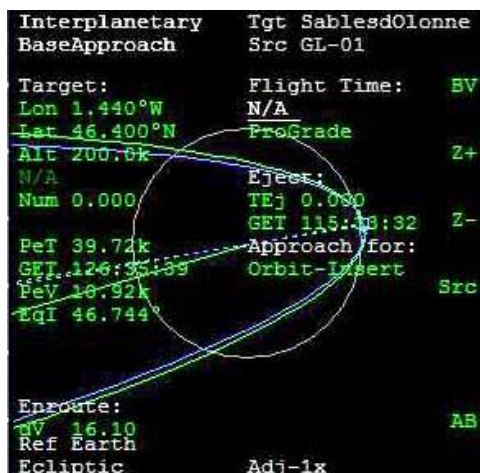 Interplanetary Tgt SablesdOlonne
BaseApproach Src GL-01
Target: Flight Time: BV
Lon 1.440°W N/A
Lat 46.400°N ProGrade
Alt 200.0k Z+
N/A Eject:
Num 0.000 TEj 0.000
GET 115: :32 Z-
PeT 39.72k Approach for:
GET 126:35:39 Orbit-Insert
PeV 10.92k Src
EqI 46.744°
Enroute:
dV 16.10 AB
Ref Earth
Ecliptic Adj-1x